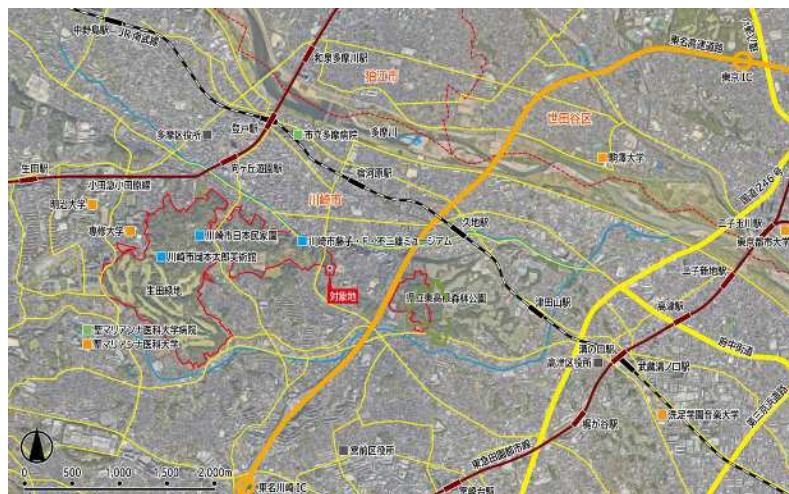 中野島駅
JR南武線
和泉多摩川駅
狛江市
東名高速道路
東京IC
世田谷区
登戸駅
多摩区役所
市立多摩病院
多摩川
駒澤大学
生田駅
向ヶ丘遊園駅
宿河原駅
国道246号
小田急小田原線
川崎市
明治大学
久地駅
二子玉川駅
専修大学
川崎市日本民家園
川崎市藤子・F・不二雄ミュージアム
東京都市大学
川崎市岡本太郎美術館
二子新地駅
生田緑地
対象地
県立東高根森林公園
津田山駅
高津駅
聖マリアンナ医科大学病院
聖マリアンナ医科大学
府中街道
溝の口駅
高津区役所
武蔵溝ノ口駅
第三京浜道路
洗足学園音楽大学
梶が谷駅
宮前区役所
東急田園都市線
0 500 1,000 1,500 2,000m
東名川崎IC
宮崎台駅